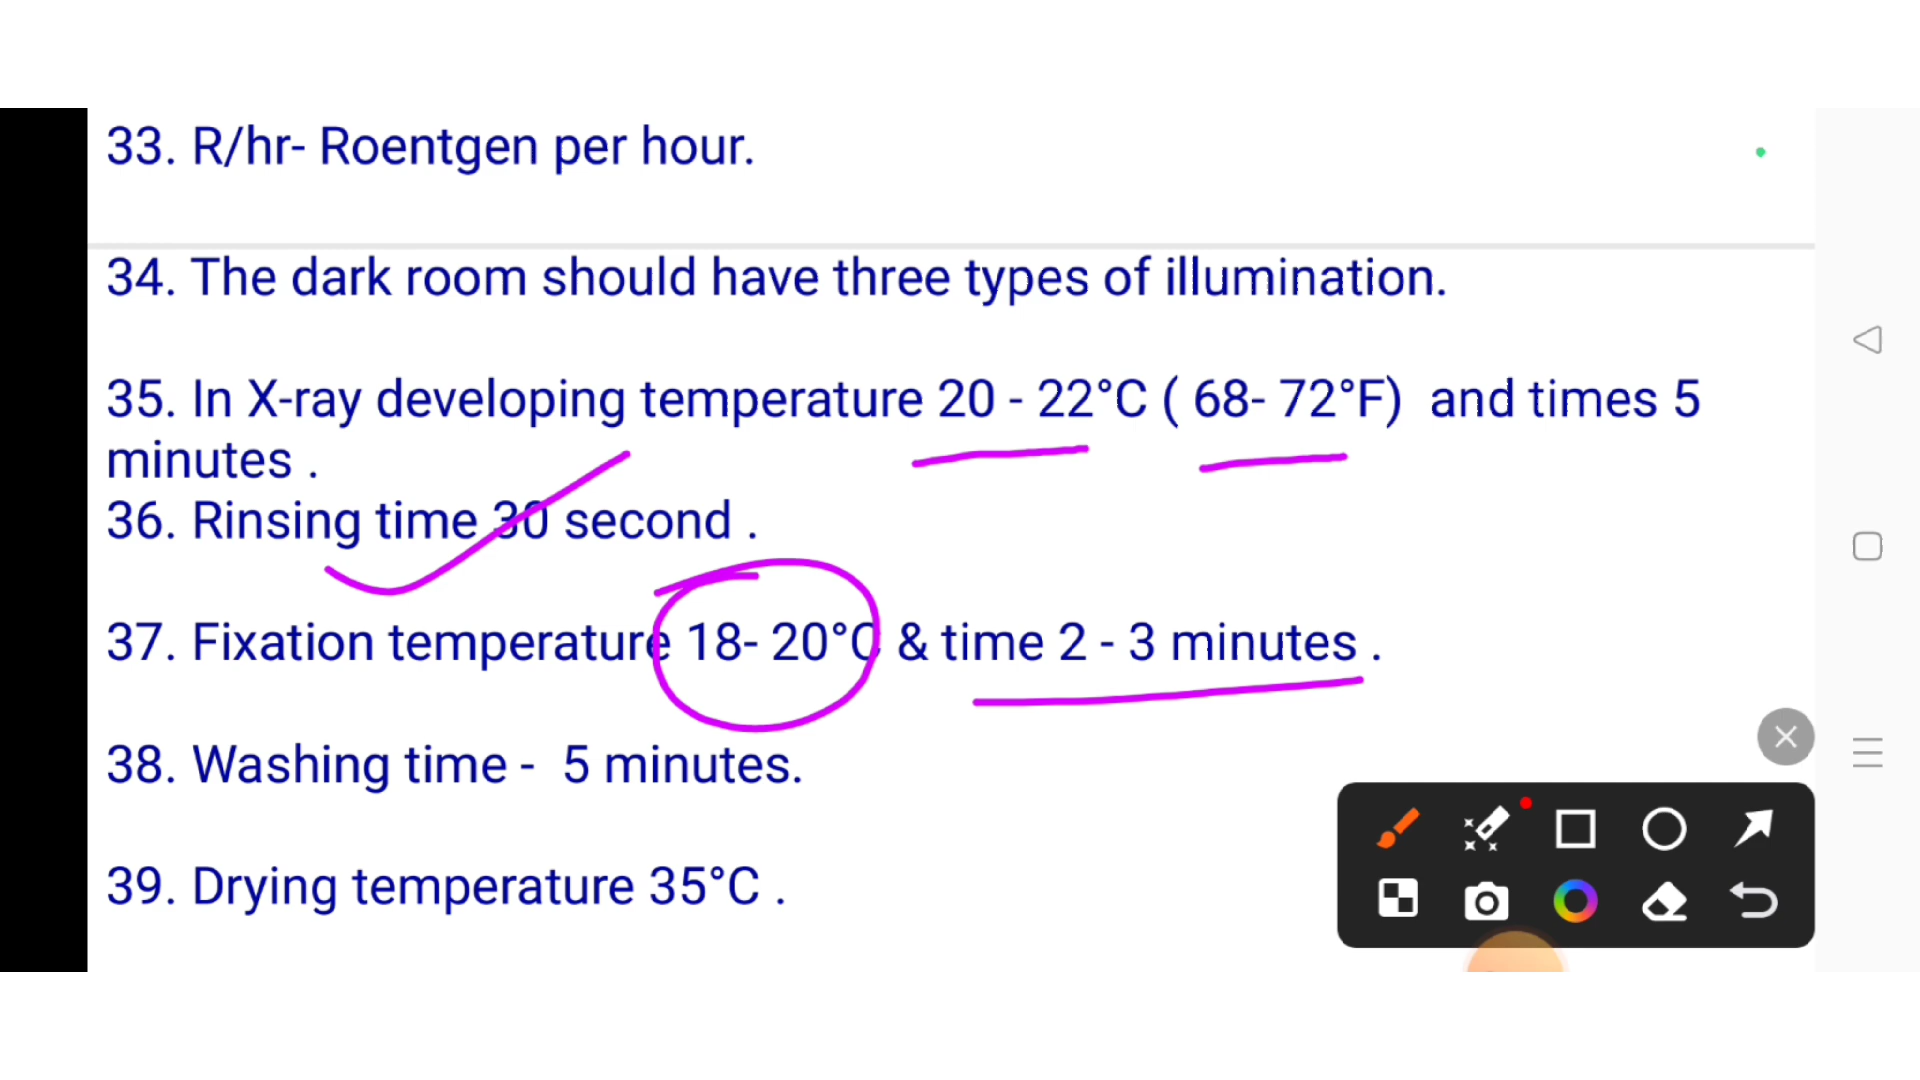 33. R/hr- Roentgen per hour.
34. The dark room should have three types of illumination.
35. In X-ray developing temperature 20 - 22°C ( 68- 72°F) and times 5
minutes .
36. Rinsing time 30 second .
37. Fixation temperature 18- 20°C & time 2 - 3 minutes .
38. Washing time - 5 minutes.
39. Drying temperature 35°C .